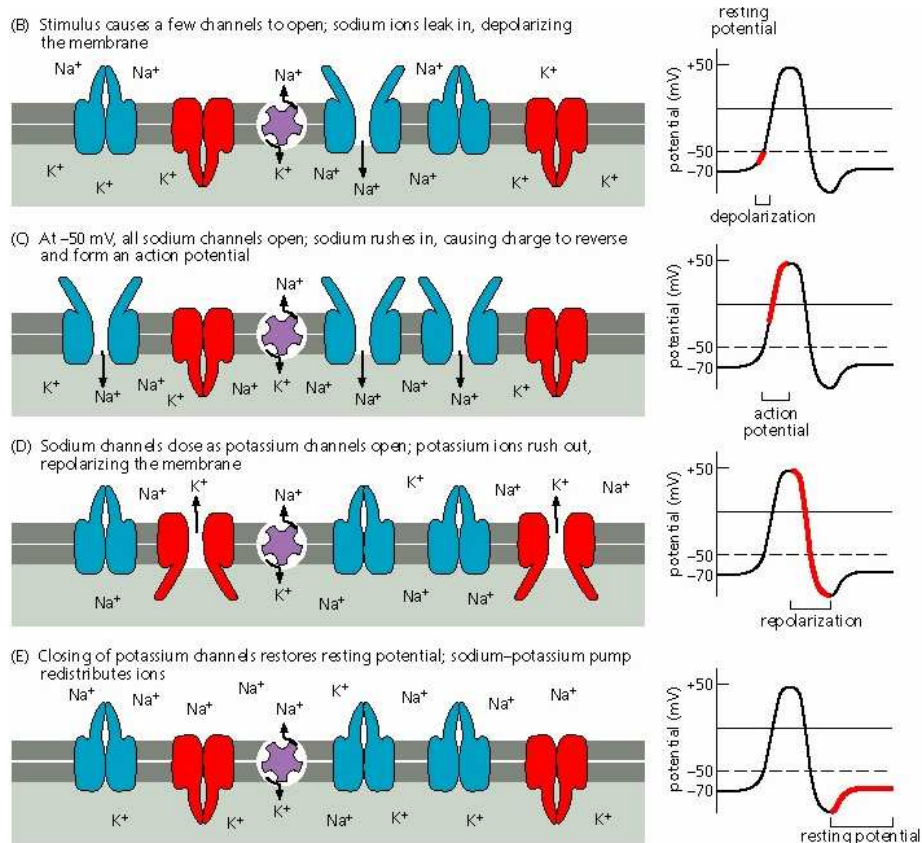 (B) Stimulus causes a few channels to open; sodium ions leak in, depolarizing
the membrane
Na+ Na+ Na+ Na+ K+
K+ K+ K+ K+ Na+ Na+ Na+ K+ K+
resting
potential
potential (mV)
+50
−50
−70
depolarization
(C) At −50 mV, all sodium channels open; sodium rushes in, causing charge to reverse
and form an action potential
Na+
K+ Na+ Na+ K+ Na+ K+ Na+ Na+ Na+ Na+ K+ K+
potential (mV)
+50
−50
−70
action
potential
(D) Sodium channels close as potassium channels open; potassium ions rush out,
repolarizing the membrane
Na+ K+ Na+ K+ Na+ K+ Na+
Na+ K+ Na+ Na+ Na+ Na+
potential (mV)
+50
−50
−70
repolarization
(E) Closing of potassium channels restores resting potential; sodium–potassium pump
redistributes ions
Na+ Na+ Na+ Na+ K+ Na+ Na+ Na+ Na+
K+ K+ K+ Na+ K+ K+ K+
potential (mV)
+50
−50
−70
resting potential